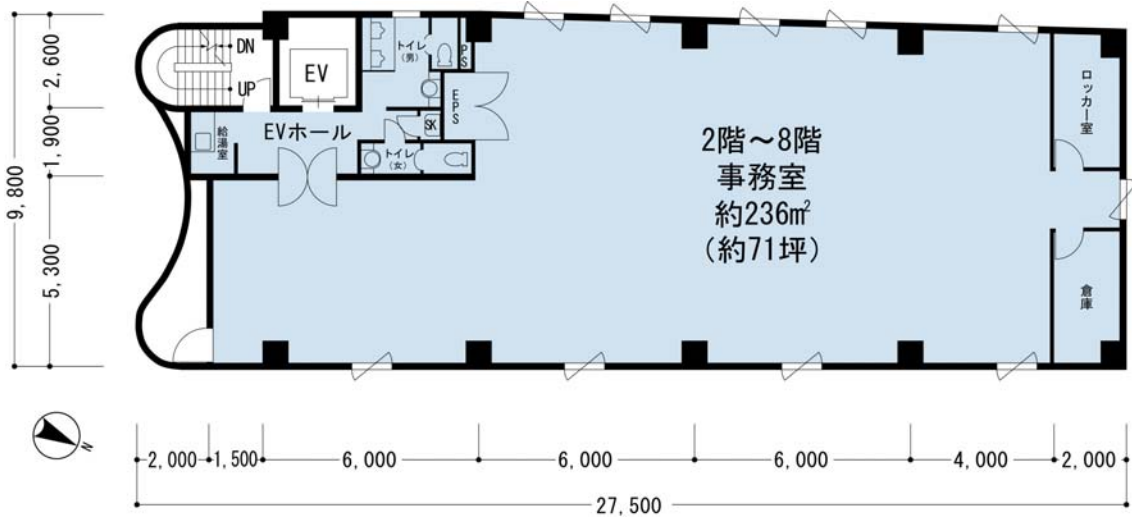 DN
UP
EV
トイレ
(男)
PS
EPS
SK
EVホール
給湯室
トイレ
(女)
2階～8階
事務室
約236m²
(約71坪)
ロッカー室
倉庫
2,600
1,900
5,300
9,800
N
2,000
1,500
6,000
6,000
6,000
4,000
2,000
27,500